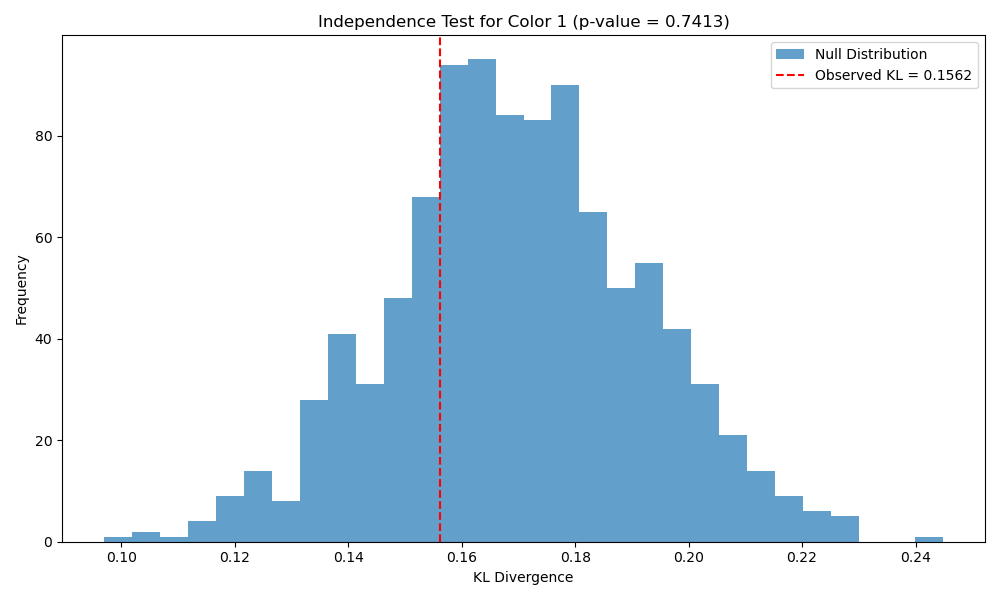 Independence Test for Color 1 (p-value = 0.7413)
Null Distribution
Observed KL = 0.1562
Frequency
80
60
40
20
0
0.10 0.12 0.14 0.16 0.18 0.20 0.22 0.24
KL Divergence